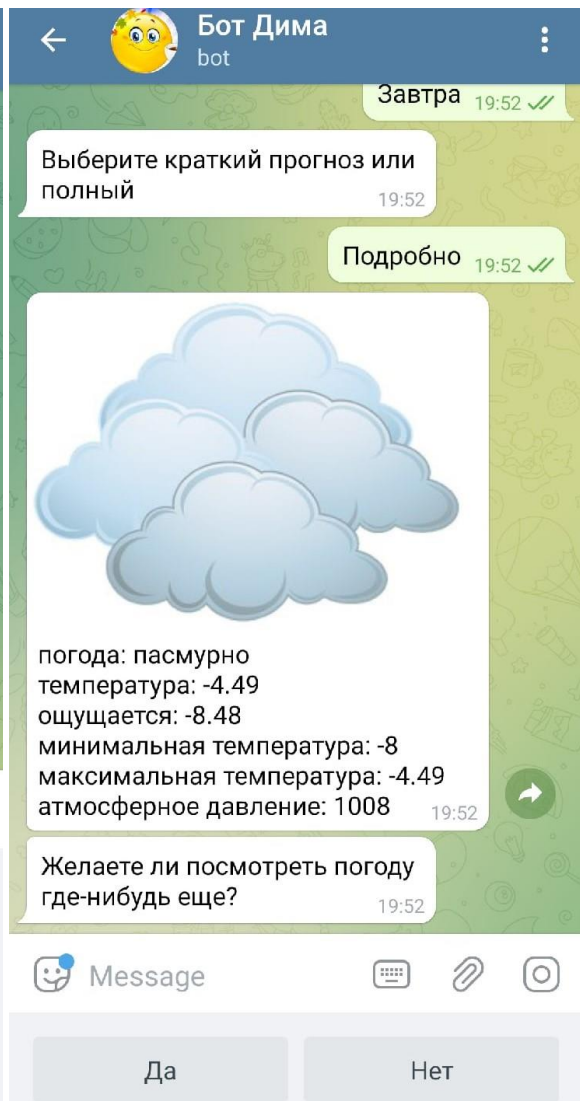 Бот Дима
bot
Завтра 19:52
Выберите краткий прогноз или
полный
19:52
Подробно 19:52
погода: пасмурно
температура: -4.49
ощущается: -8.48
минимальная температура: -8
максимальная температура: -4.49
атмосферное давление: 1008 19:52
Желаете ли посмотреть погоду
где-нибудь еще?
19:52
Message
Да
Нет